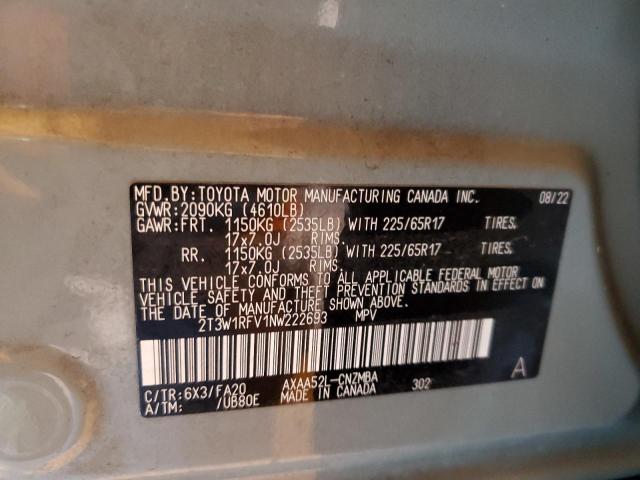 MFD.BY:TOYOTA MOTOR MANUFACTURING CANADA INC. 08/22
GVWR:2090KG (4610LB)
GAWR:FRT. 1150KG (2535LB) WITH 225/65R17 TIRES.
17x7.0J RIMS.
RR. 1150KG (2535LB) WITH 225/65R17 TIRES.
17x7.0J RIMS.
THIS VEHICLE CONFORMS TO ALL APPLICABLE FEDERAL MOTOR
VEHICLE SAFETY AND THEFT PREVENTION STANDARDS IN EFFECT ON
THE DATE OF MANUFACTURE SHOWN ABOVE.
2T3W1RFV1NW222693 MPV
C/TR:6X3/FA20 AXAA52L-CNZMBA 302 A
A/TM: /UB80E MADE IN CANADA